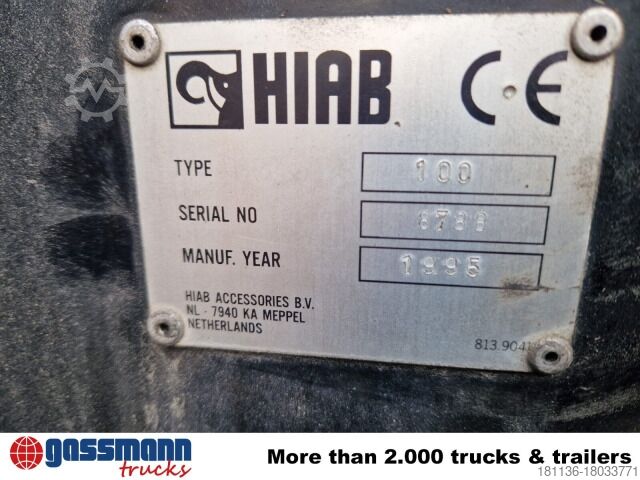 HIAB CE
TYPE 100
SERIAL NO
MANUF. YEAR 1995
HIAB ACCESSORIES B.V.
NL - 7940 KA MEPPEL
NETHERLANDS
gassmann
trucks
More than 2.000 trucks & trailers
181136-18033771